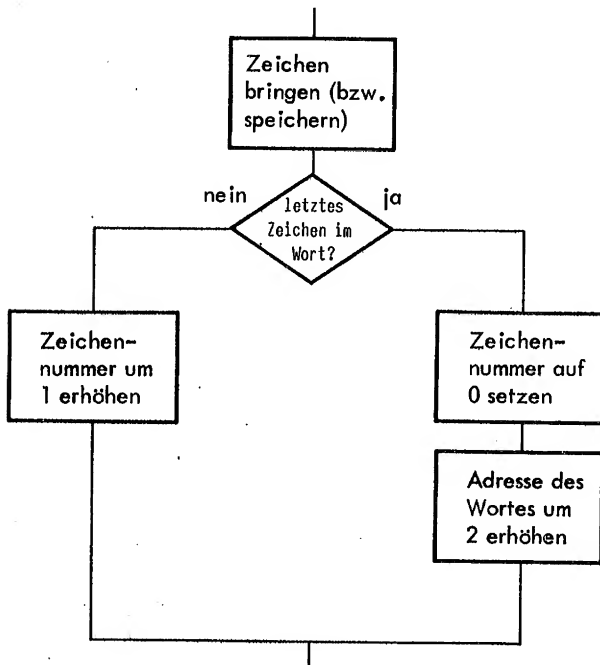 Zeichen
bringen (bzw.
speichern)
nein
ja
letztes
Zeichen im
Wort?
Zeichen-
nummer um
1 erhöhen
Zeichen-
nummer auf
0 setzen
Adresse des
Wortes um
2 erhöhen